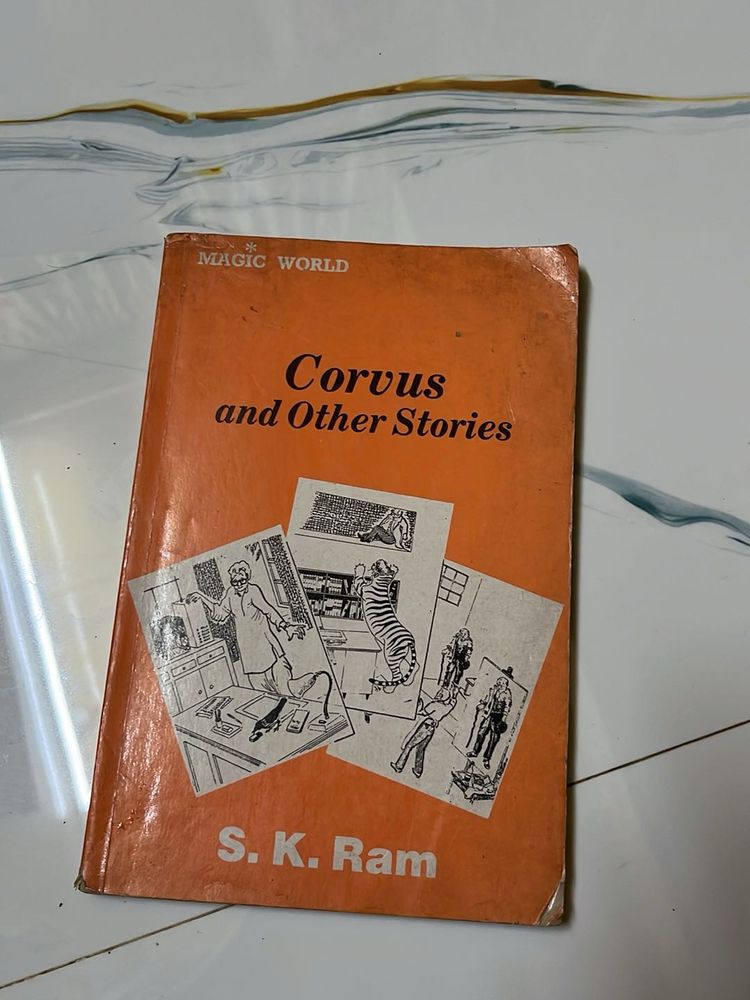 MAGIC WORLD
Corvus
and Other Stories
S. K. Ram